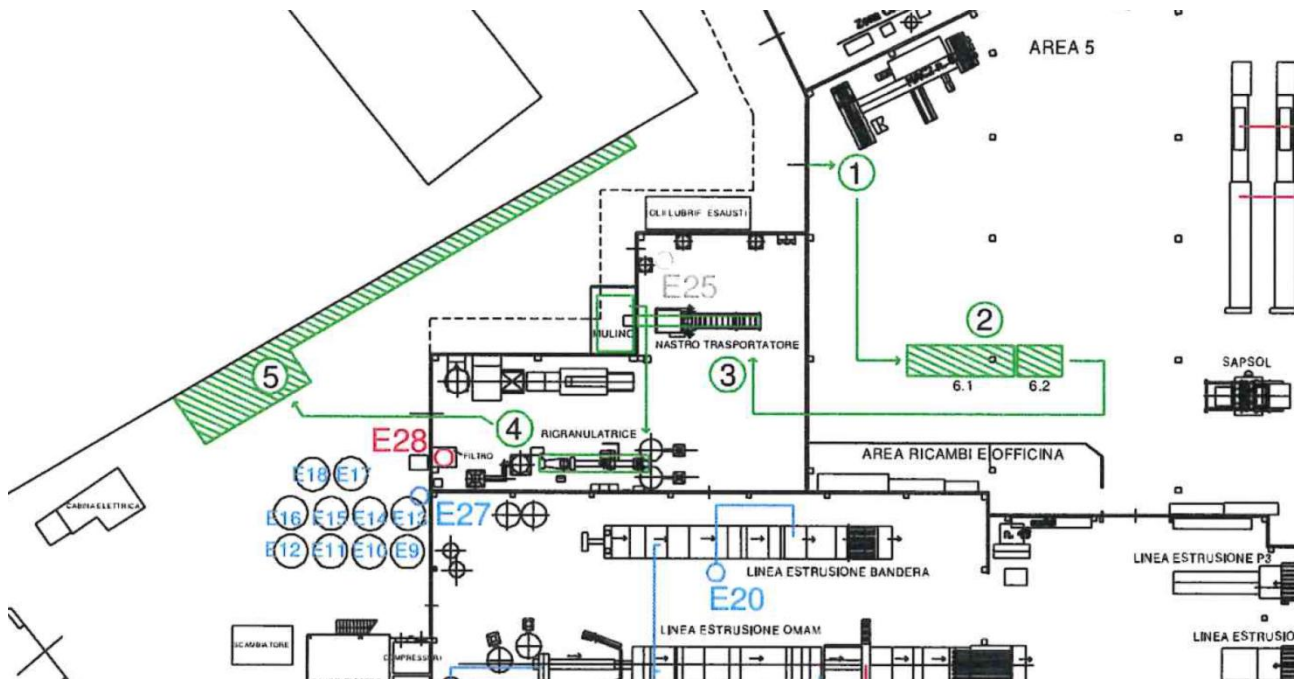 AREA 5
1
OLII LUBRIF ESAUSTI
E25
MULINO
NASTRO TRASPORTATORE
2
6.1
6.2
3
SAPSOL
5
4
RIGRANULATRICE
E28
FILTRO
AREA RICAMBI E OFFICINA
E18
E17
CABINA ELETTRICA
E16
E15
E14
E13
E27
E12
E11
E10
E9
LINEA ESTRUSIONE BANDERA
LINEA ESTRUSIONE P3
E20
SCAMBIATORE
COMPRESSORI
LINEA ESTRUSIONE OMAM
LINEA ESTRUSIO